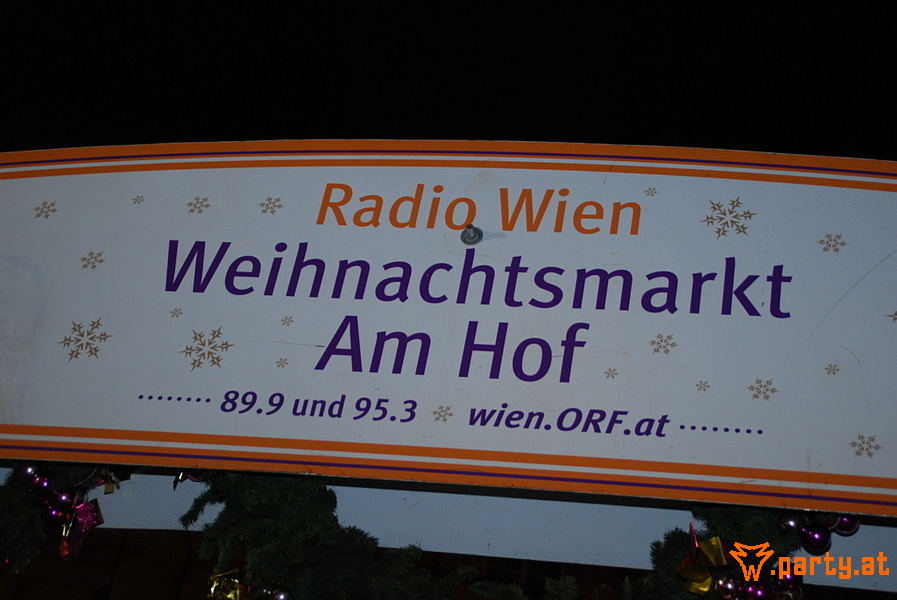 Radio Wien
Weihnachtsmarkt
Am Hof
........ 89.9 und 95.3 wien.ORF.at ........
W.party.at